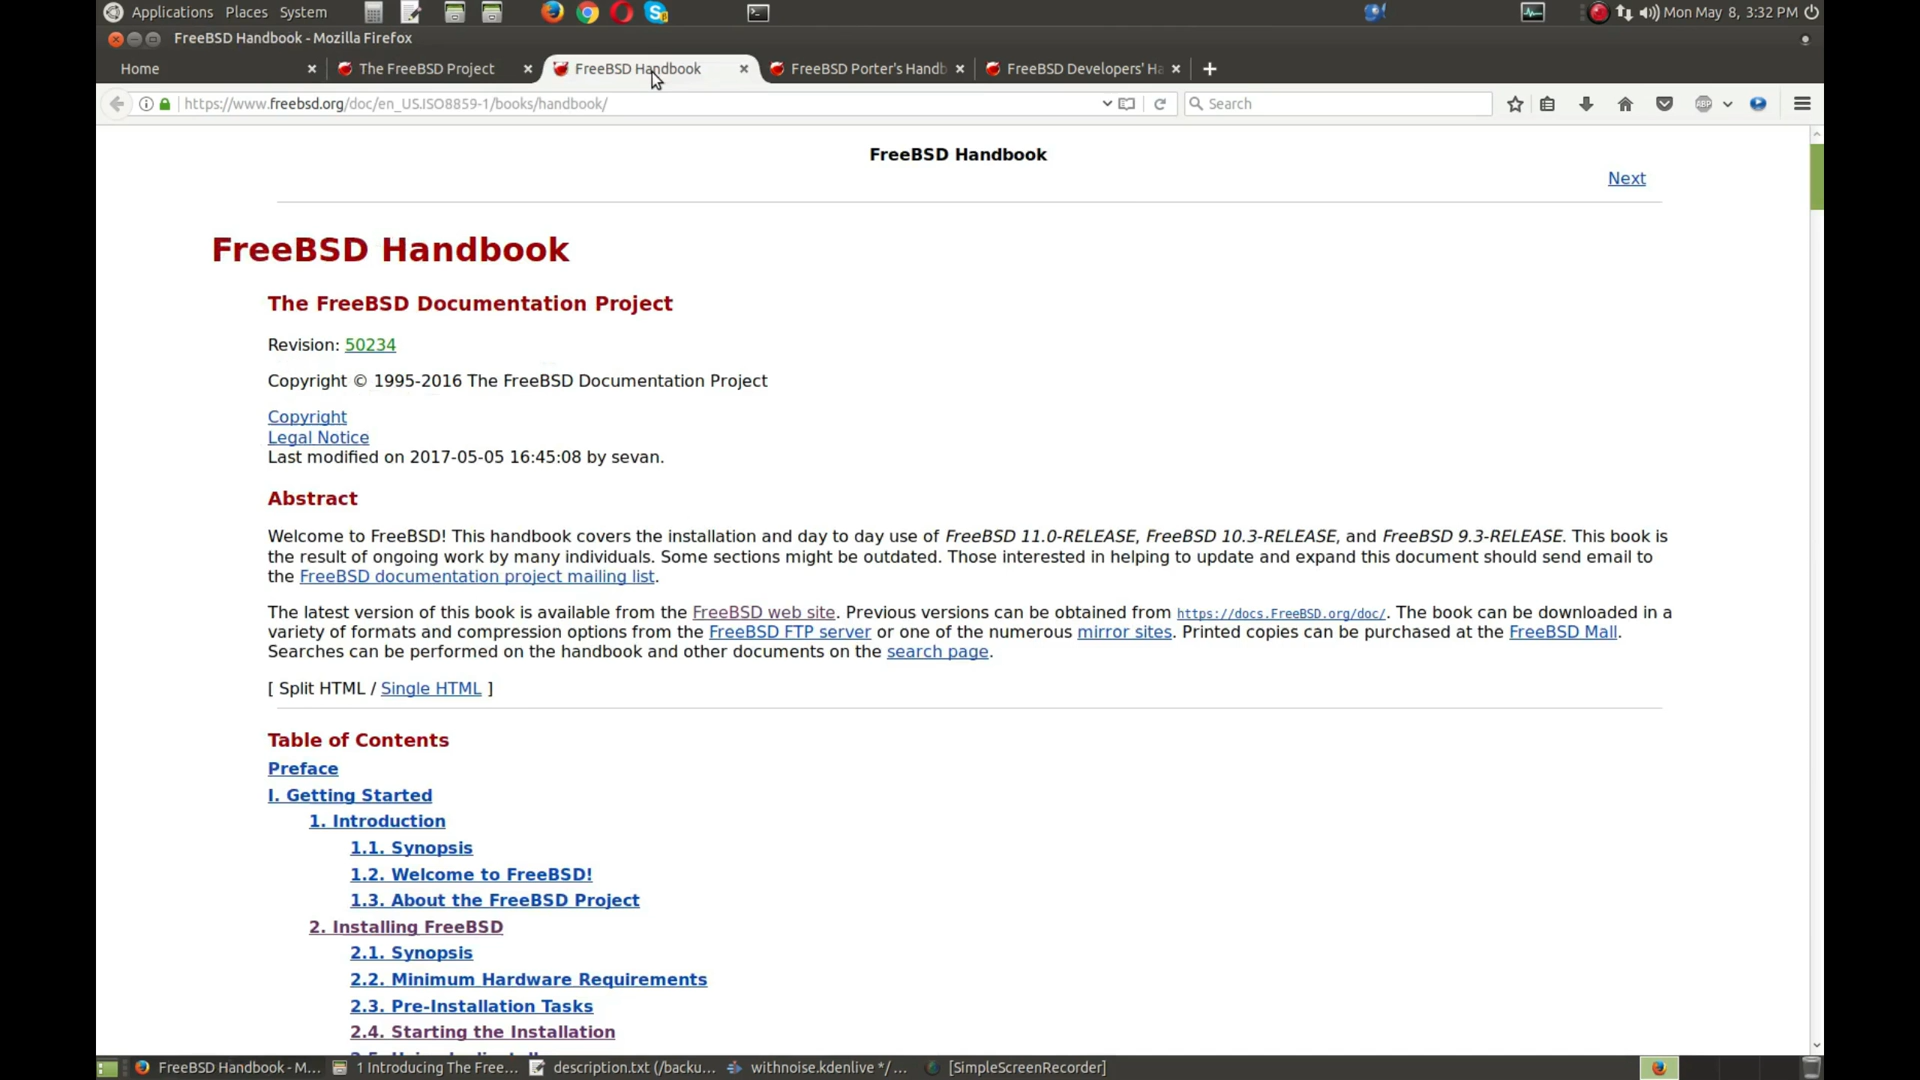 Applications Places System
Mon May 8, 3:32 PM
FreeBSD Handbook - Mozilla Firefox
Home
The FreeBSD Project
FreeBSD Handbook
FreeBSD Porter's Handb
FreeBSD Developers' Ha
https://www.freebsd.org/doc/en_US.ISO8859-1/books/handbook/
Search
ABP
FreeBSD Handbook
Next
FreeBSD Handbook
The FreeBSD Documentation Project
Revision: 50234
Copyright © 1995-2016 The FreeBSD Documentation Project
Copyright
Legal Notice
Last modified on 2017-05-05 16:45:08 by sevan.
Abstract
Welcome to FreeBSD! This handbook covers the installation and day to day use of FreeBSD 11.0-RELEASE, FreeBSD 10.3-RELEASE, and FreeBSD 9.3-RELEASE. This book is
the result of ongoing work by many individuals. Some sections might be outdated. Those interested in helping to update and expand this document should send email to
the FreeBSD documentation project mailing list.
The latest version of this book is available from the FreeBSD web site. Previous versions can be obtained from https://docs.FreeBSD.org/doc/. The book can be downloaded in a
variety of formats and compression options from the FreeBSD FTP server or one of the numerous mirror sites. Printed copies can be purchased at the FreeBSD Mall.
Searches can be performed on the handbook and other documents on the search page.
[ Split HTML / Single HTML ]
Table of Contents
Preface
I. Getting Started
1. Introduction
1.1. Synopsis
1.2. Welcome to FreeBSD!
1.3. About the FreeBSD Project
2. Installing FreeBSD
2.1. Synopsis
2.2. Minimum Hardware Requirements
2.3. Pre-Installation Tasks
2.4. Starting the Installation
FreeBSD Handbook - M...
1 Introducing The Free...
description.txt (/backu...
withnoise.kdenlive */ ...
[SimpleScreenRecorder]